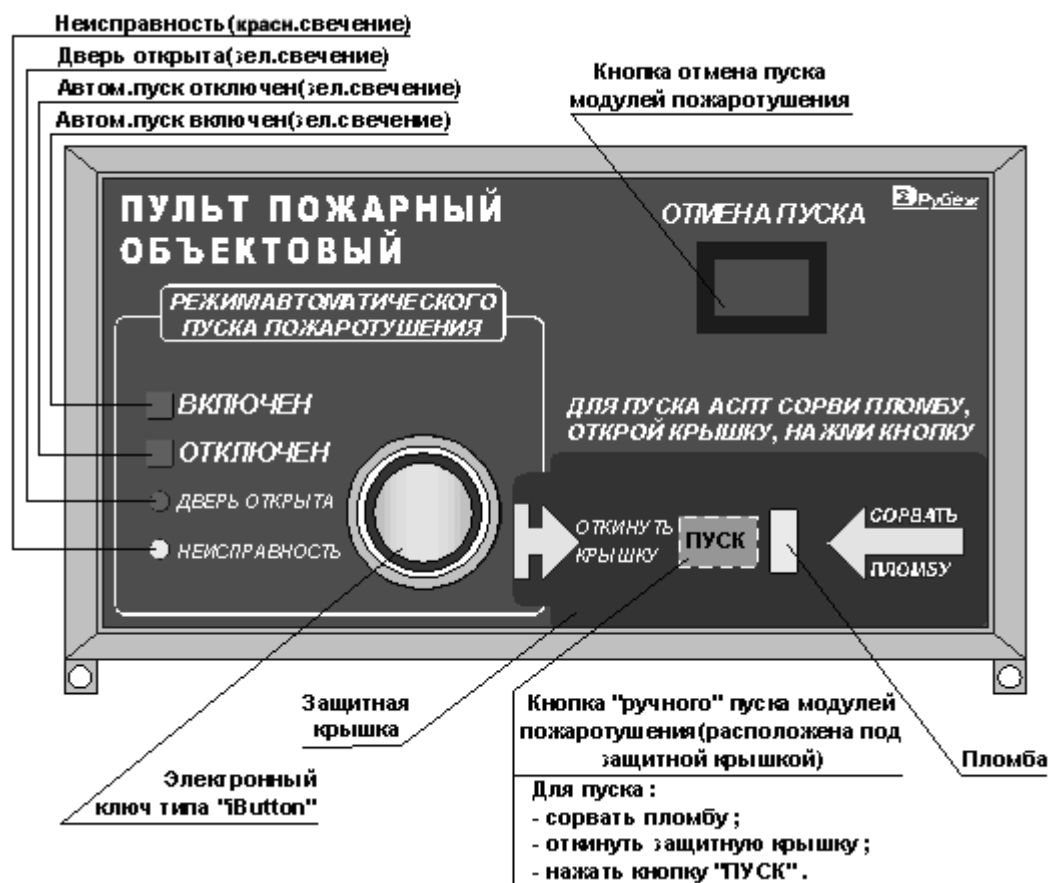 Неисправность(красн.свечение)
Дверь открыта(зел.свечение)
Автом.пуск отключен(зел.свечение)
Автом.пуск включен(зел.свечение)
Кнопка отмена пуска
модулей пожаротушения
ПУЛЬТ ПОЖАРНЫЙ
ОБЪЕКТОВЫЙ
ОТМЕНА ПУСКА
Рубеж
РЕЖИМ АВТОМАТИЧЕСКОГО
ПУСКА ПОЖАРОТУШЕНИЯ
ВКЛЮЧЕН
ОТКЛЮЧЕН
ДВЕРЬ ОТКРЫТА
НЕИСПРАВНОСТЬ
ДЛЯ ПУСКА АСПТ СОРВИ ПЛОМБУ,
ОТКРОЙ КРЫШКУ, НАЖМИ КНОПКУ
ОТКИНУТЬ
КРЫШКУ
ПУСК
СОРВАТЬ
ПЛОМБУ
Защитная
крышка
Электронный
ключ типа "iButton"
Кнопка "ручного" пуска модулей
пожаротушения(расположена под
защитной крышкой)
Для пуска :
- сорвать пломбу ;
- откинуть защитную крышку ;
- нажать кнопку "ПУСК" .
Пломба